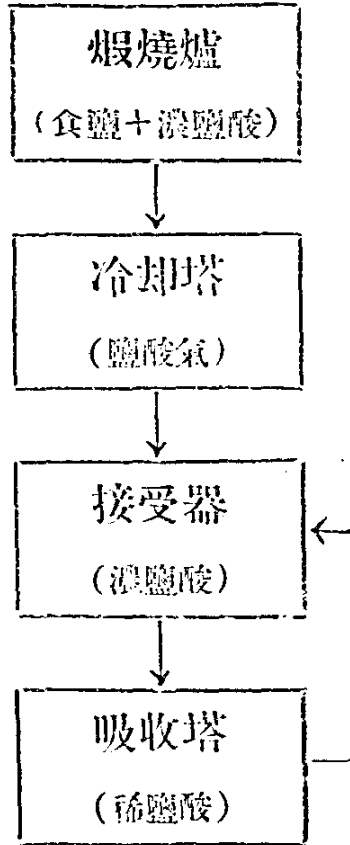 煆燒爐
（食鹽＋濃鹽酸）
冷却塔
（鹽酸氣）
接受器
（濃鹽酸）
吸收塔
（稀鹽酸）